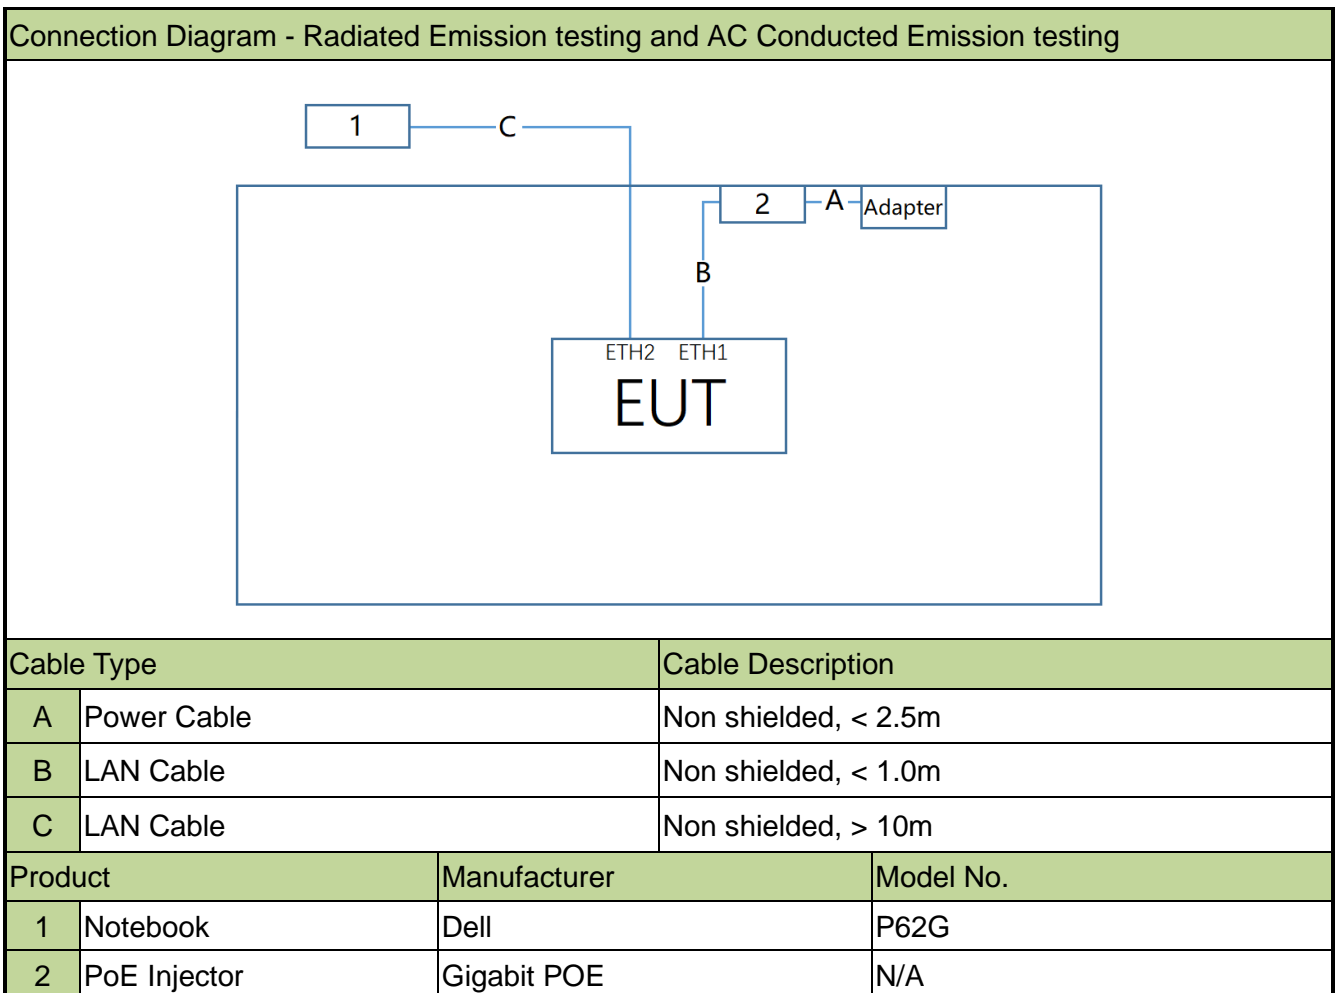 Connection Diagram - Radiated Emission testing and AC Conducted Emission testing
1
C
2
A
Adapter
B
ETH2 ETH1
EUT
Cable Type Cable Description
A Power Cable Non shielded, < 2.5m
B LAN Cable Non shielded, < 1.0m
C LAN Cable Non shielded, > 10m
Product Manufacturer Model No.
1 Notebook Dell P62G
2 PoE Injector Gigabit POE N/A